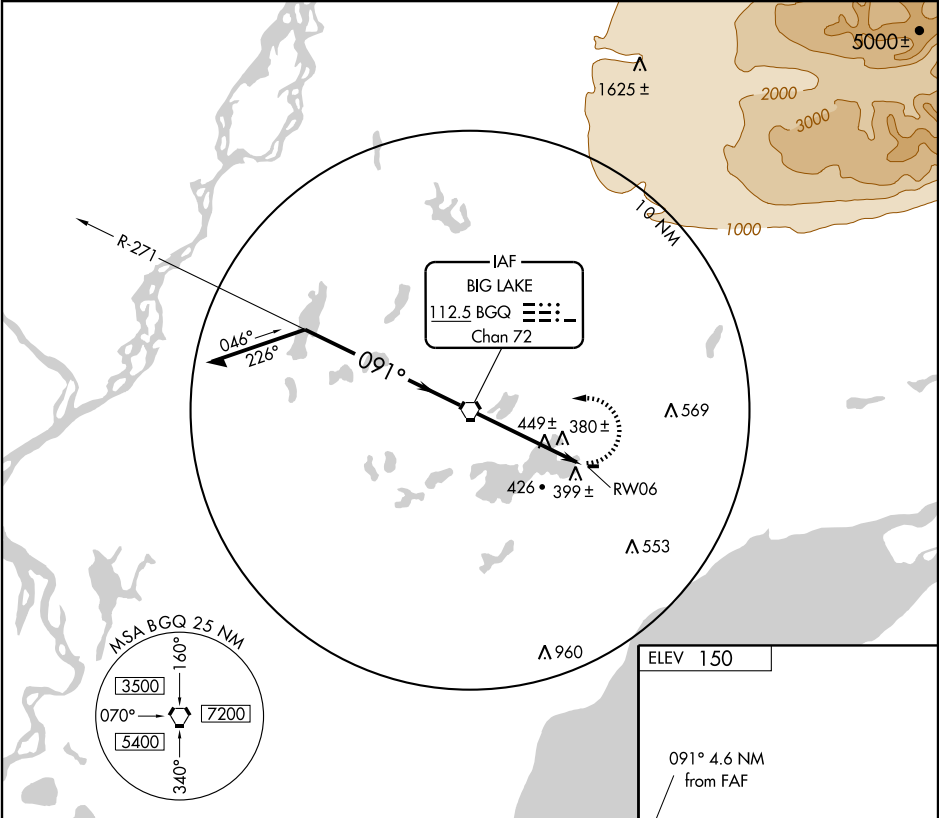 5000±
1625 ±
2000
3000
1000
10 NM
R-271
IAF
BIG LAKE
112.5 BGQ
Chan 72
046°
226°
091°
449± 380±
569
426 399± RW06
553
960
MSA BGQ 25 NM
160°
3500
070° 7200
5400
340°
ELEV 150
091° 4.6 NM
from FAF